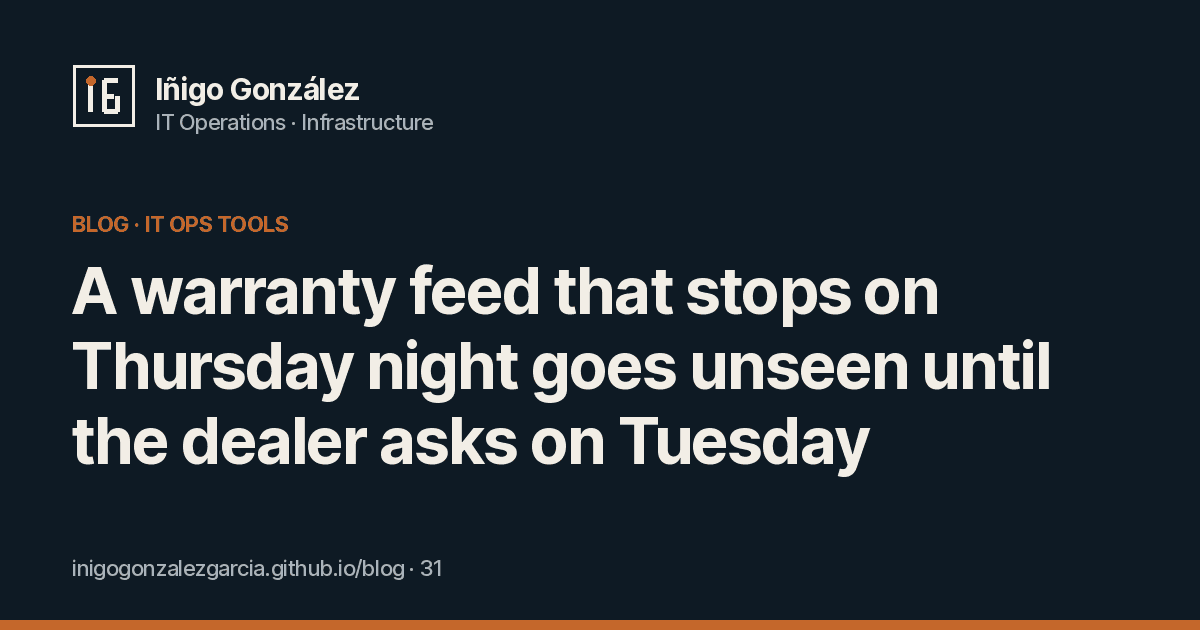 iG
Iñigo González
IT Operations · Infrastructure
BLOG · IT OPS TOOLS
A warranty feed that stops on
Thursday night goes unseen until
the dealer asks on Tuesday
inigogonzalezgarcia.github.io/blog · 31